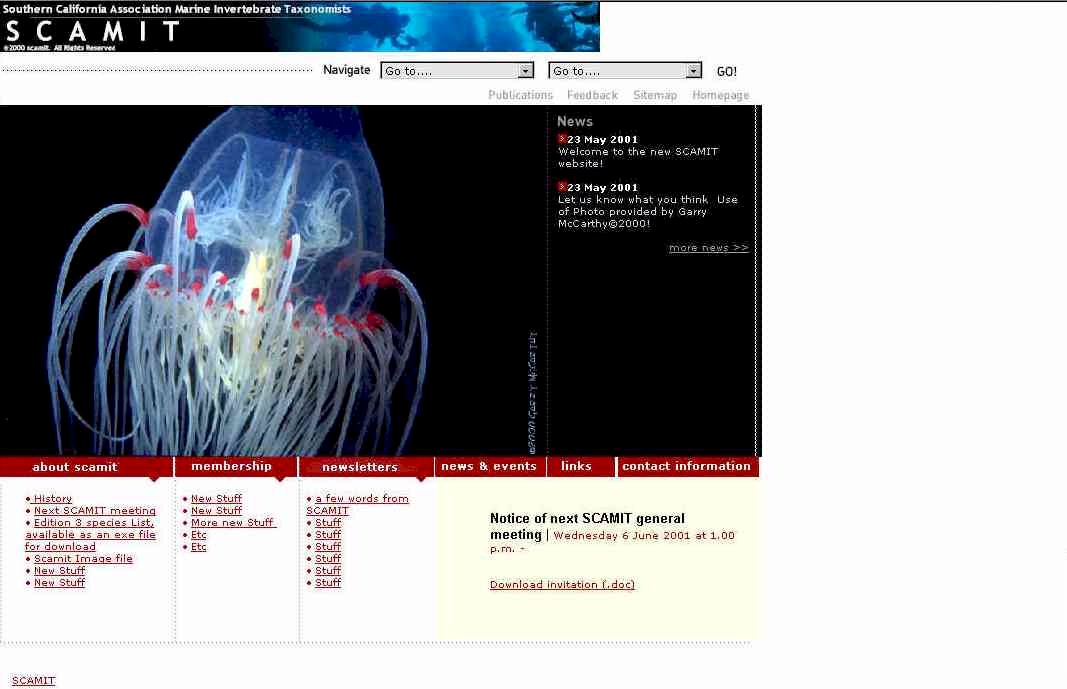 Southern California Association Marine Invertebrate Taxonomists
SCAMIT
©2000 scamit. All Rights Reserved
Navigate Go to.... Go to.... GO!
Publications Feedback Sitemap Homepage
News
23 May 2001
Welcome to the new SCAMIT
website!
23 May 2001
Let us know what you think Use
of Photo provided by Garry
McCarthy©2000!
more news >>
©2000 Garry McCarthy
about scamit membership newsletters news & events links contact information
• History
• Next SCAMIT meeting
• Edition 3 species List,
available as an exe file
for download
• Scamit Image file
• New Stuff
• New Stuff
• New Stuff
• New Stuff
• More new Stuff
• Etc
• Etc
• a few words from
SCAMIT
• Stuff
• Stuff
• Stuff
• Stuff
• Stuff
• Stuff
Notice of next SCAMIT general
meeting | Wednesday 6 June 2001 at 1.00
p.m. -
Download invitation (.doc)
SCAMIT